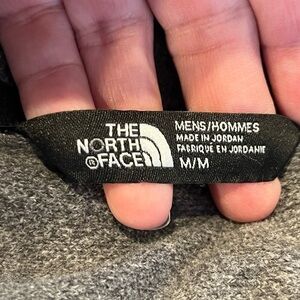 THE
NORTH
FACE
MENS/HOMMES
MADE IN JORDAN
FABRIQUÉ EN JORDANIE
M/M